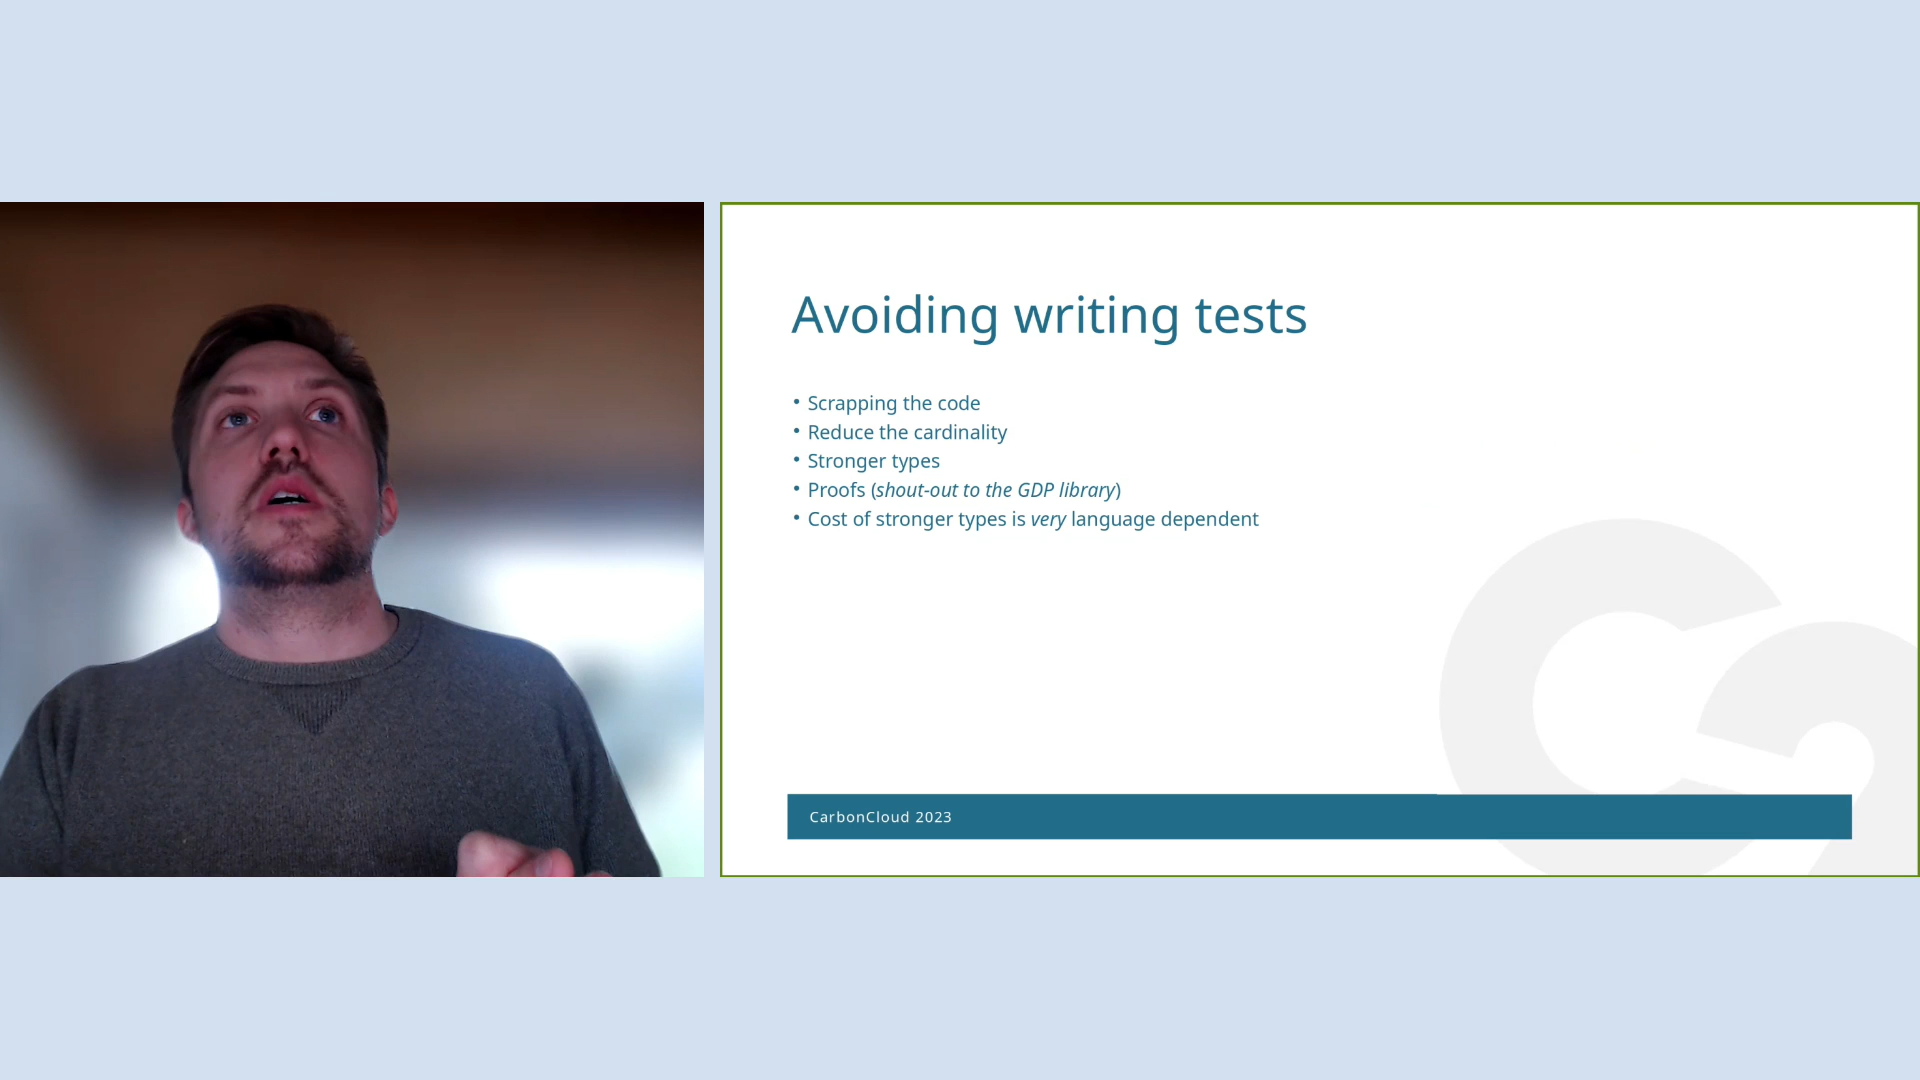 Avoiding writing tests
• Scrapping the code
• Reduce the cardinality
• Stronger types
• Proofs (shout-out to the GDP library)
• Cost of stronger types is very language dependent
CarbonCloud 2023